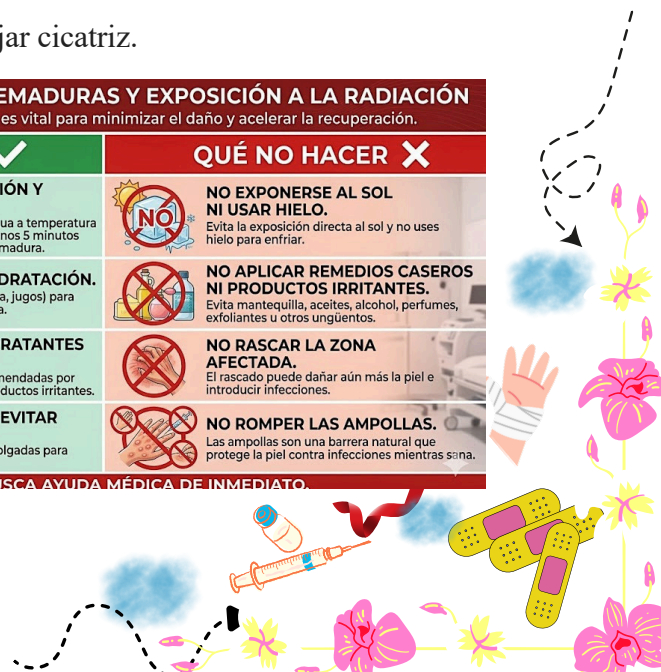 jar cicatriz.
EMADURAS Y EXPOSICIÓN A LA RADIACIÓN
es vital para minimizar el daño y acelerar la recuperación.
QUÉ NO HACER
IÓN Y
ua a temperatura
nos 5 minutos
madura.
NO
NO EXPONERSE AL SOL
NI USAR HIELO.
Evita la exposición directa al sol y no uses
hielo para enfriar.
DRATACIÓN.
a, jugos) para
a.
NO APLICAR REMEDIOS CASEROS
NI PRODUCTOS IRRITANTES.
Evita mantequilla, aceites, alcohol, perfumes,
exfoliantes u otros ungüentos.
RATANTES
mendadas por
ductos irritantes.
NO RASCAR LA ZONA
AFECTADA.
El rascado puede dañar aún más la piel e
introducir infecciones.
EVITAR
olgadas para
NO ROMPER LAS AMPOLLAS.
Las ampollas son una barrera natural que
protege la piel contra infecciones mientras sana.
USCA AYUDA MÉDICA DE INMEDIATO.